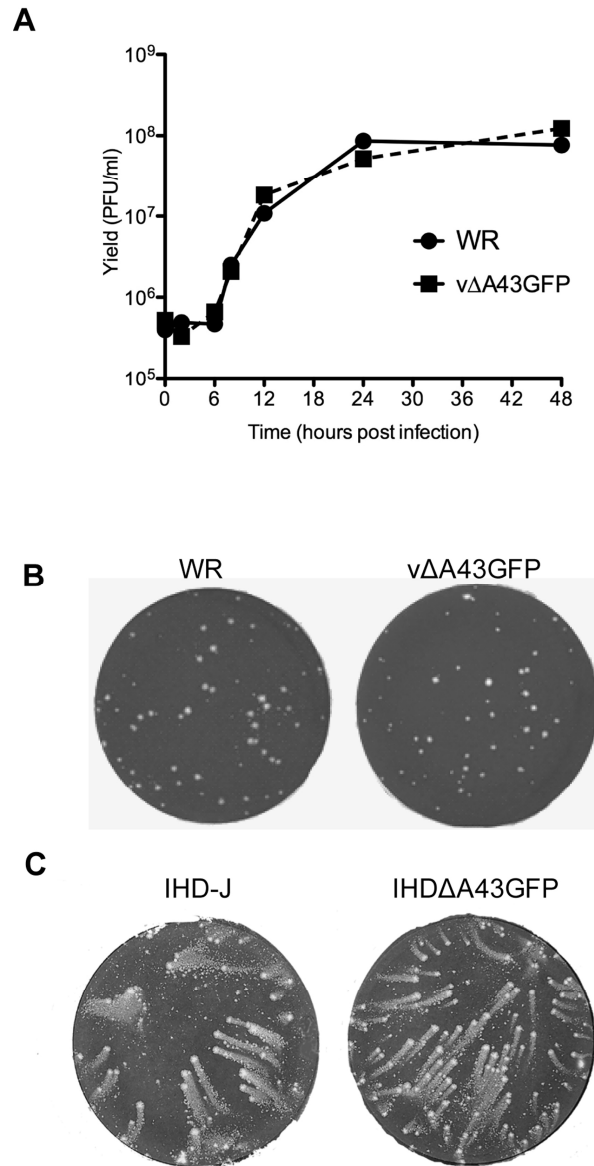 A
10⁹
10⁸
10⁷
10⁶
10⁵
Yield (PFU/ml)
WR
vΔA43GFP
0 6 12 18 24 30 36 42 48
Time (hours post infection)
B
WR vΔA43GFP
C
IHD-J IHDΔA43GFP